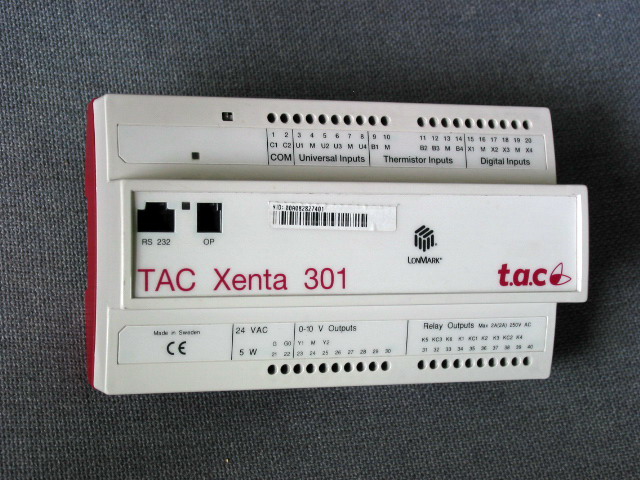 1 2 3 4 5 6 7 8 9 10 11 12 13 14 15 16 17 18 19 20
C1 C2 U1 M U2 U3 M U4 B1 M B2 B3 M B4 X1 M X2 X3 M X4
COM Universal Inputs Thermistor Inputs Digital Inputs
RS 232 OP
NID: 00A092827401
LONMARK®
TAC Xenta 301
t.a.c
Made in Sweden
CE
24 VAC
5 W
0-10 V Outputs
G G0 Y1 M Y2
21 22 23 24 25 26 27 28 29 30
Relay Outputs Max 2A(2A) 250V AC
K5 KC3 K6 K1 KC1 K2 K3 KC2 K4
31 32 33 34 35 36 37 38 39 40